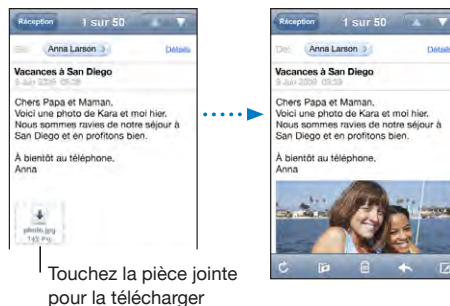 Réception 1 sur 50
De: Anna Larson Détails
Vacances à San Diego
Chers Papa et Maman,
Voici une photo de Kara et moi hier.
Nous sommes ravies de notre séjour à
San Diego et en profitons bien.
À bientôt au téléphone.
Anna
photo.jpg
Touchez la pièce jointe
pour la télécharger
Réception 1 sur 50
De: Anna Larson Détails
Vacances à San Diego
Chers Papa et Maman,
Voici une photo de Kara et moi hier.
Nous sommes ravies de notre séjour à
San Diego et en profitons bien.
À bientôt au téléphone.
Anna